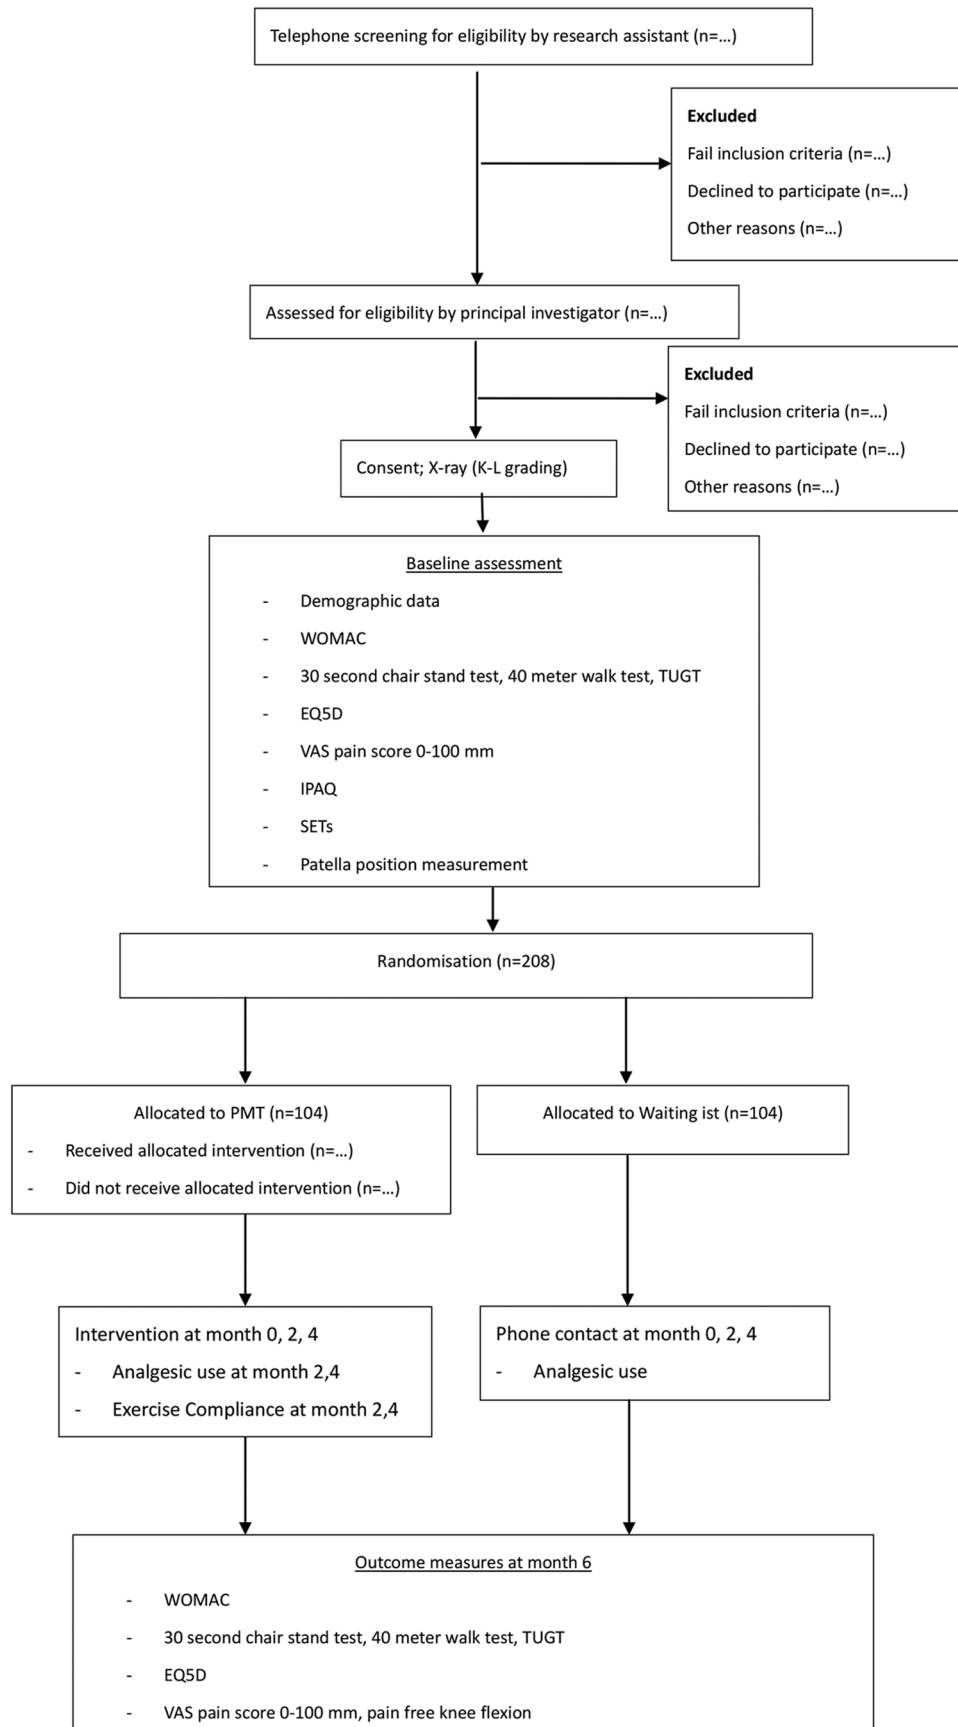 Telephone screening for eligibility by research assistant (n=...)
Excluded
Fail inclusion criteria (n=...)
Declined to participate (n=...)
Other reasons (n=...)
Assessed for eligibility by principal investigator (n=...)
Excluded
Fail inclusion criteria (n=...)
Declined to participate (n=...)
Other reasons (n=...)
Consent; X-ray (K-L grading)
Baseline assessment
- Demographic data
- WOMAC
- 30 second chair stand test, 40 meter walk test, TUGT
- EQ5D
- VAS pain score 0-100 mm
- IPAQ
- SETs
- Patella position measurement
Randomisation (n=208)
Allocated to PMT (n=104)
- Received allocated intervention (n=...)
- Did not receive allocated intervention (n=...)
Allocated to Waiting ist (n=104)
Intervention at month 0, 2, 4
- Analgesic use at month 2,4
- Exercise Compliance at month 2,4
Phone contact at month 0, 2, 4
- Analgesic use
Outcome measures at month 6
- WOMAC
- 30 second chair stand test, 40 meter walk test, TUGT
- EQ5D
- VAS pain score 0-100 mm, pain free knee flexion